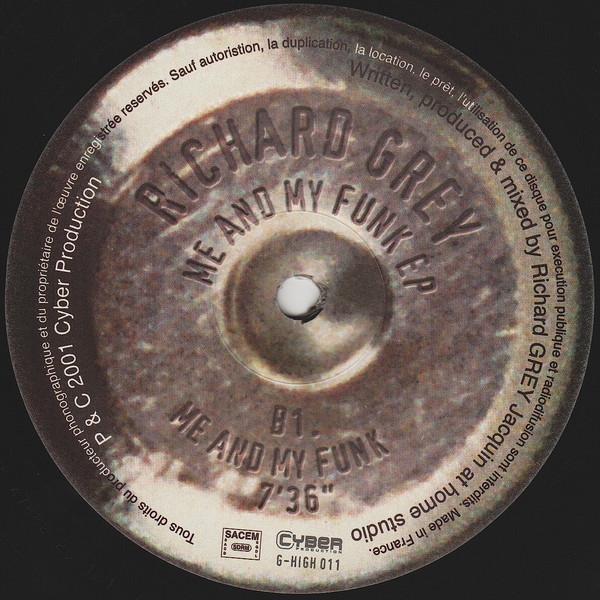 RICHARD GREY
ME AND MY FUNK EP
B1.
ME AND MY FUNK
7'36"
SACEM
SDRM
CYBER
PRODUCTION
G-HIGH 011
P & C 2001 Cyber Production
Written, produced & mixed by Richard GREY Jacquin at home studio
Tous droits du producteur phonographique et du propriétaire de l'œuvre enregistrée reservés. Sauf autoristion, la duplication, la location, le prêt, l'utilisation de ce disque pour execution publique et radiodifusion sont interdits. Made in France.